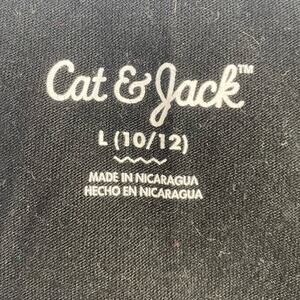 Cat & Jack™
L (10/12)
MADE IN NICARAGUA
HECHO EN NICARAGUA